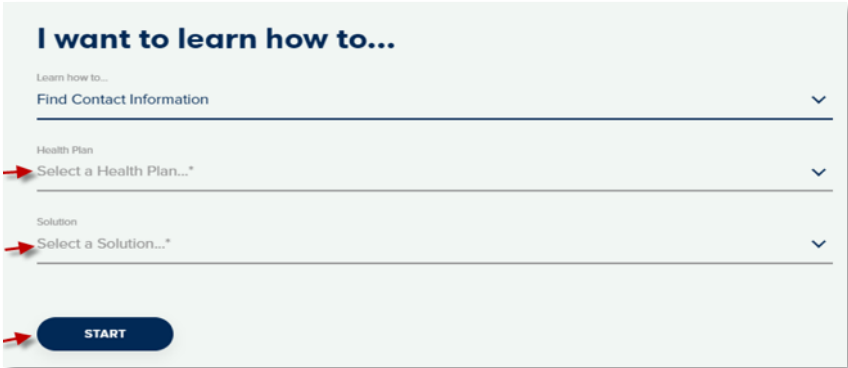 I want to learn how to...
Learn how to...
Find Contact Information
Health Plan
Select a Health Plan...*
Solution
Select a Solution...*
START